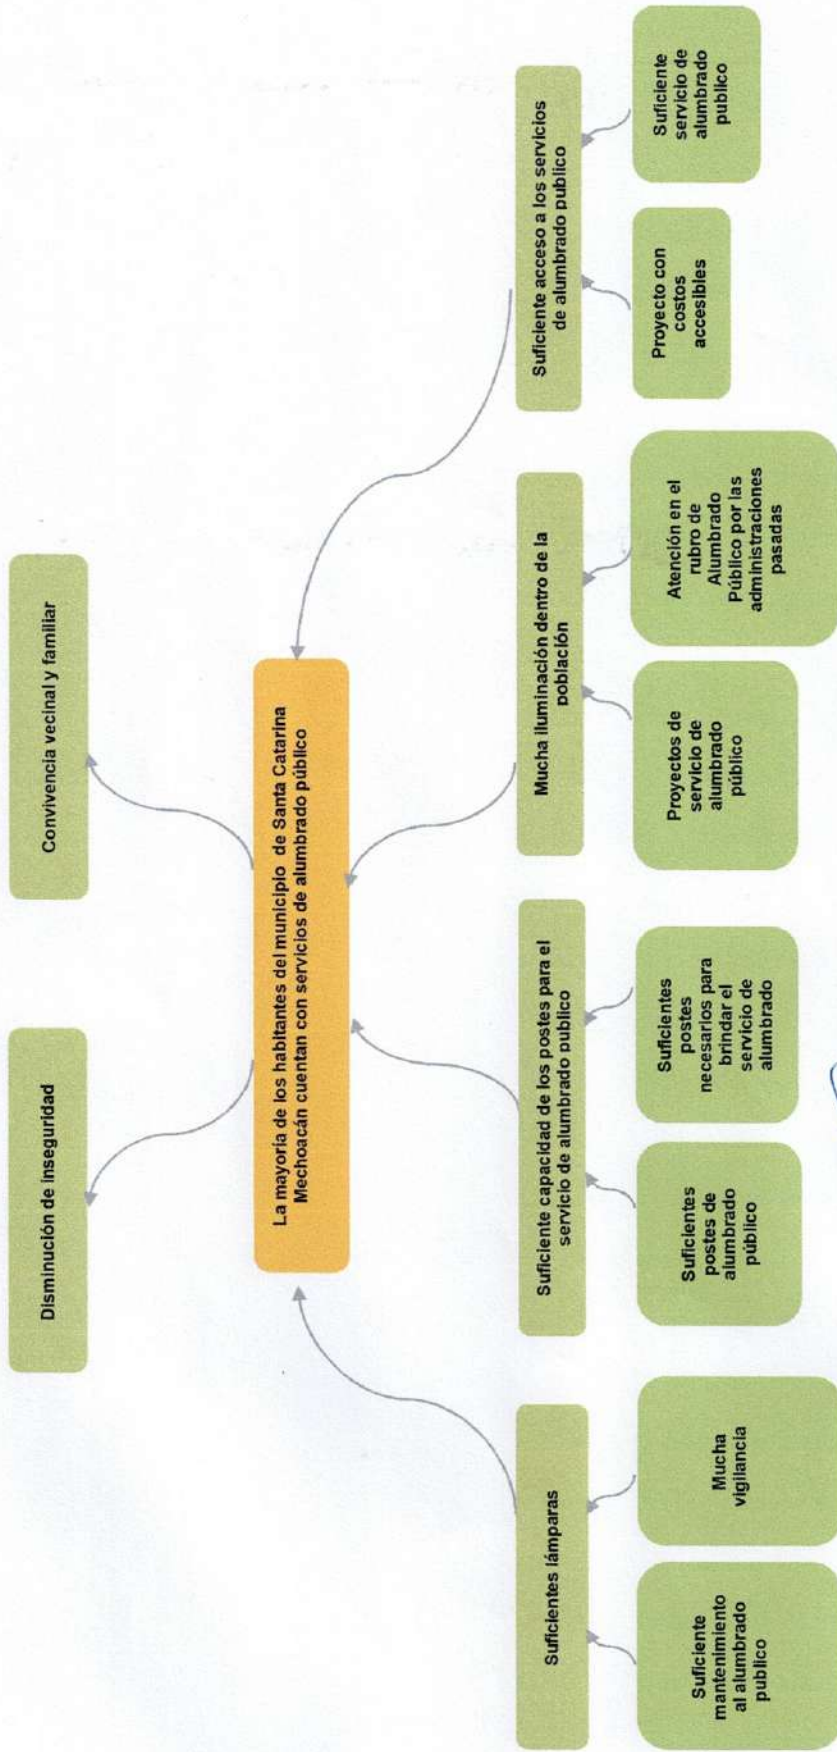 Disminución de inseguridad
Convivencia vecinal y familiar
La mayoría de los habitantes del municipio de Santa Catarina
Mechoacán cuentan con servicios de alumbrado público
Suficientes lámparas
Suficiente capacidad de los postes para el
servicio de alumbrado publico
Mucha iluminación dentro de la
población
Suficiente acceso a los servicios
de alumbrado publico
Suficiente
mantenimiento
al alumbrado
publico
Mucha
vigilancia
Suficientes
postes de
alumbrado
público
Suficientes
postes
necesarios para
brindar el
servicio de
alumbrado
Proyectos de
servicio de
alumbrado
público
Atención en el
rubro de
Alumbrado
Público por las
administraciones
pasadas
Proyecto con
costos
accesibles
Suficiente
servicio de
alumbrado
publico